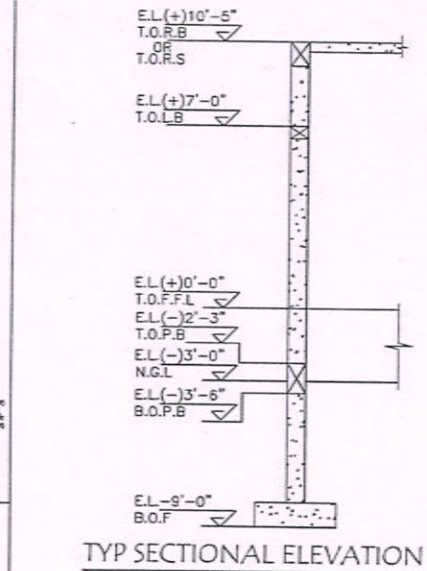 E.L.(+)10'-5"
T.O.R.B
OR
T.O.R.S
E.L.(+)7'-0"
T.O.L.B
E.L.(+)0'-0"
T.O.F.F.L
E.L.(-)2'-3"
T.O.P.B
E.L.(-)3'-0"
N.G.L
E.L.(-)3'-6"
B.O.P.B
E.L.-9'-0"
B.O.F
TYP SECTIONAL ELEVATION